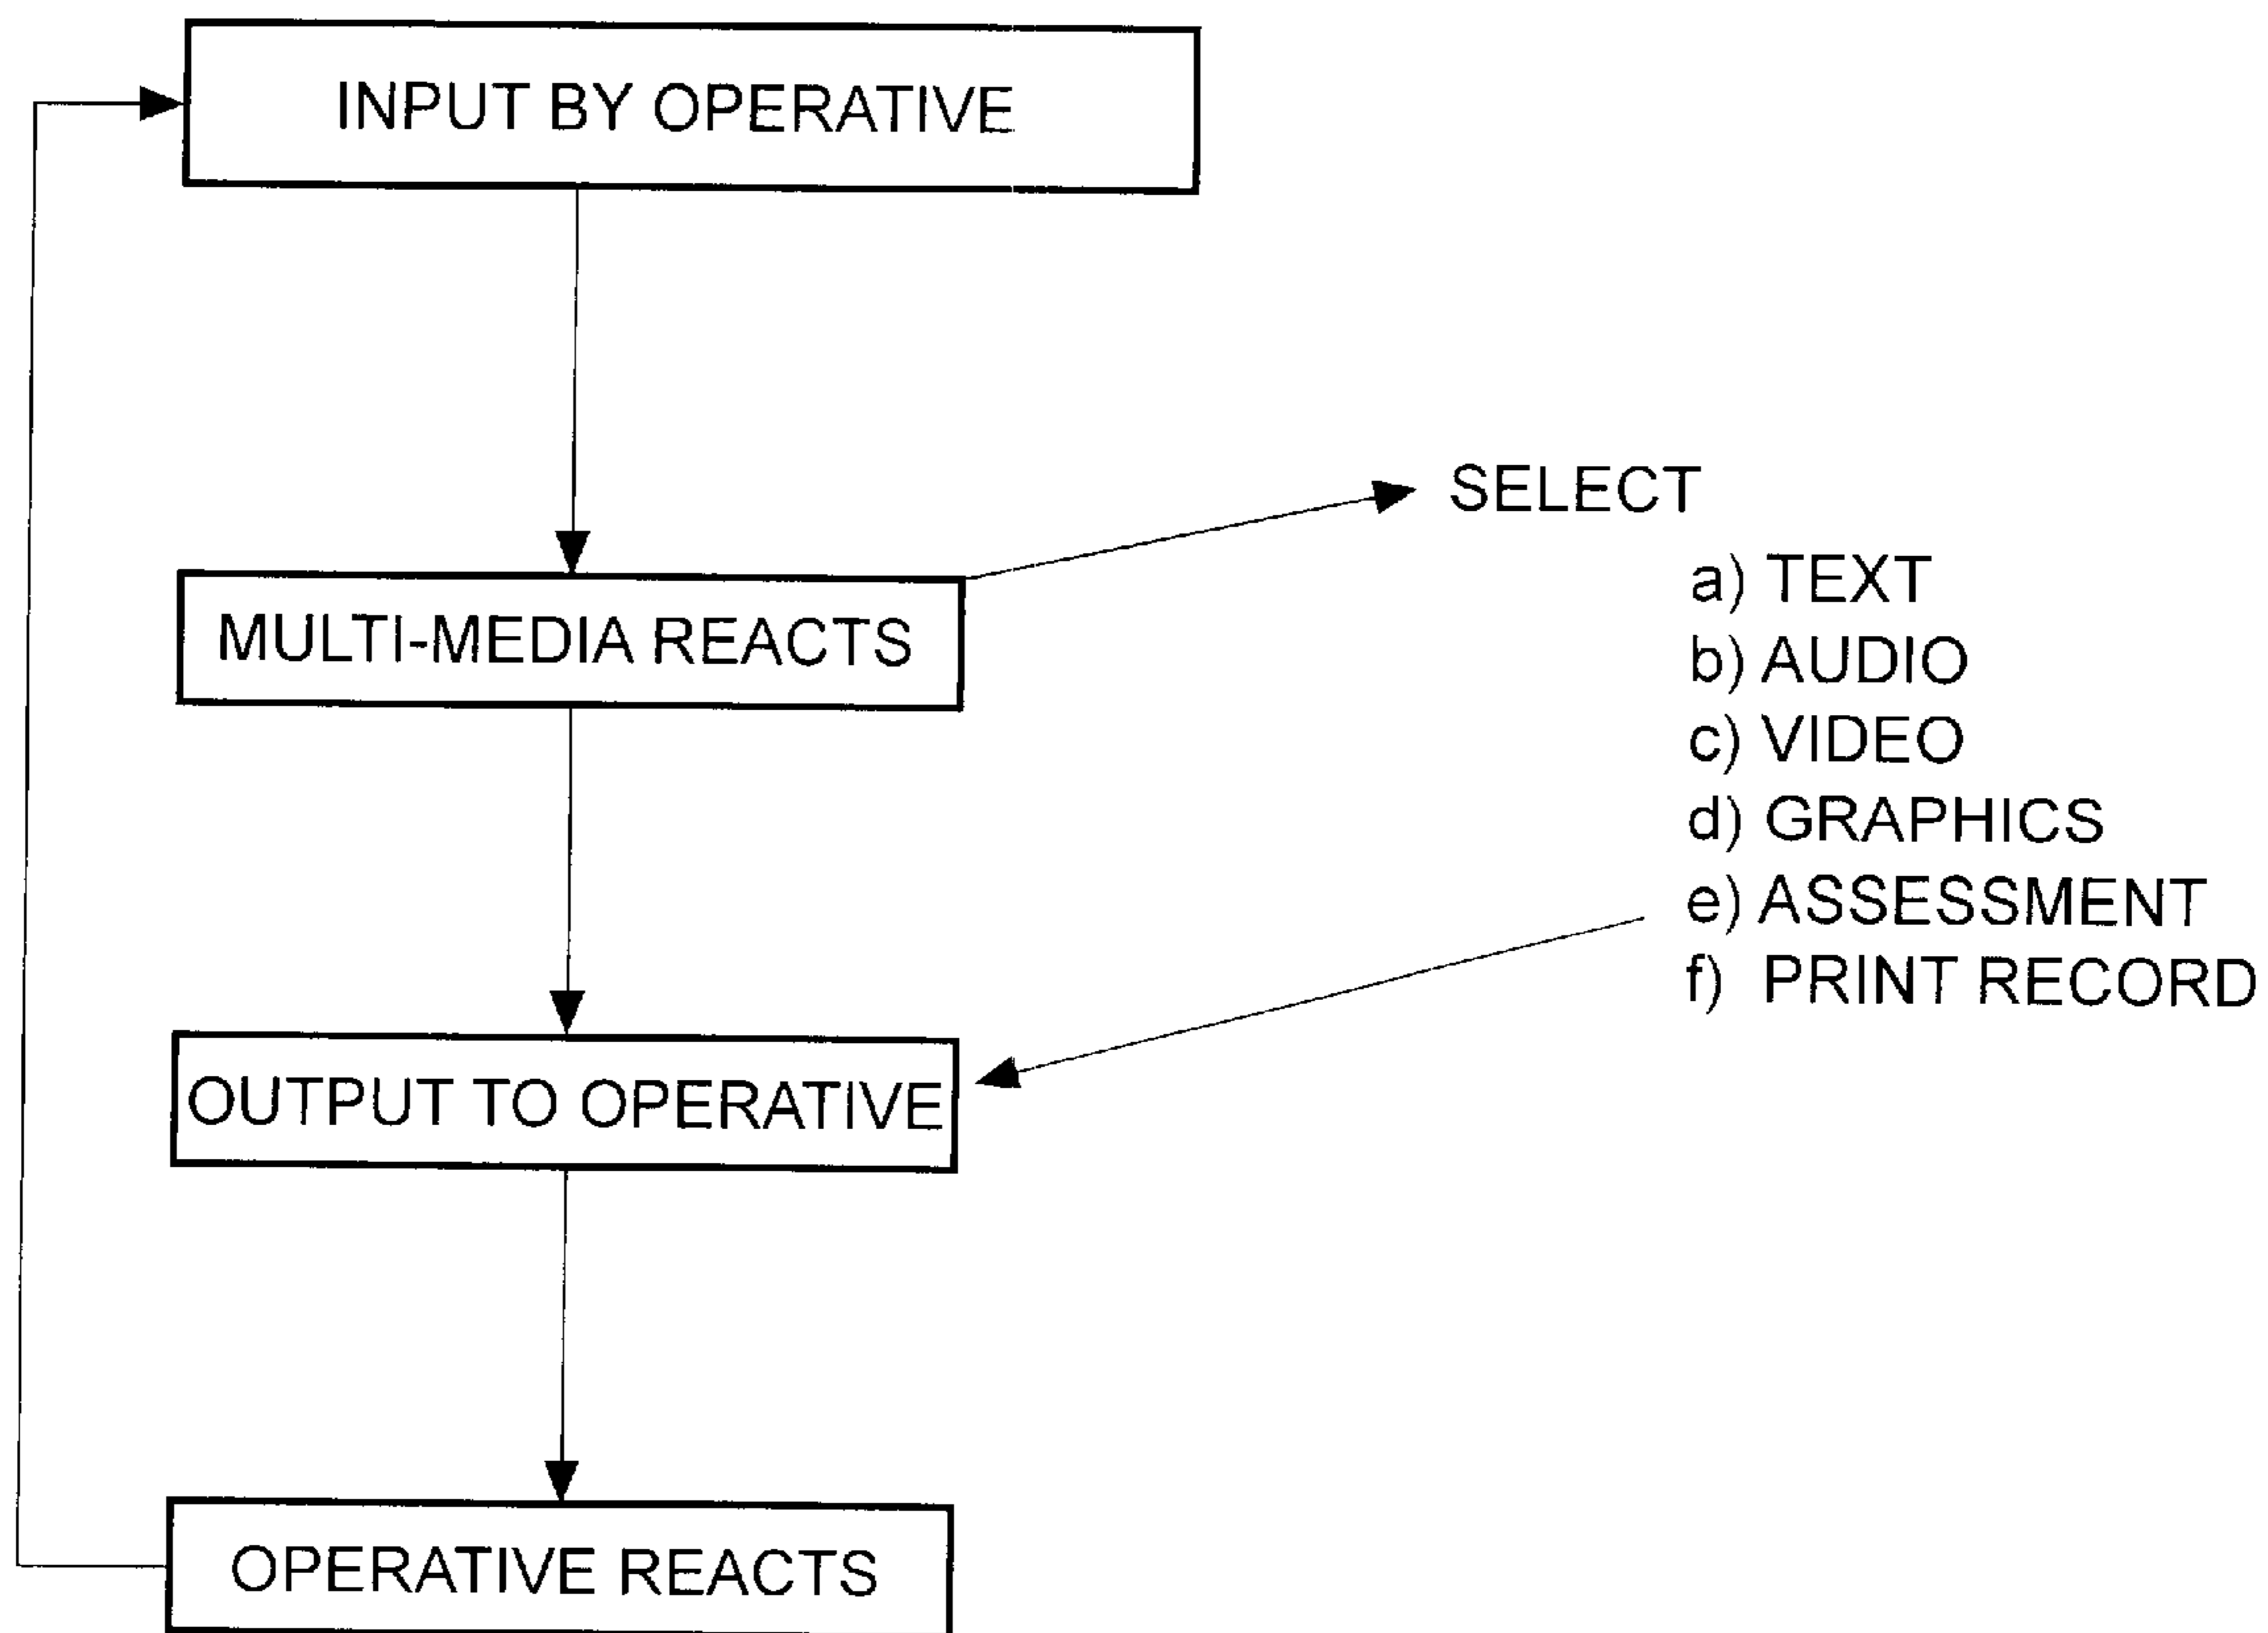 INPUT BY OPERATIVE
MULTI-MEDIA REACTS
SELECT
a) TEXT
b) AUDIO
c) VIDEO
d) GRAPHICS
e) ASSESSMENT
f) PRINT RECORD
OUTPUT TO OPERATIVE
OPERATIVE REACTS